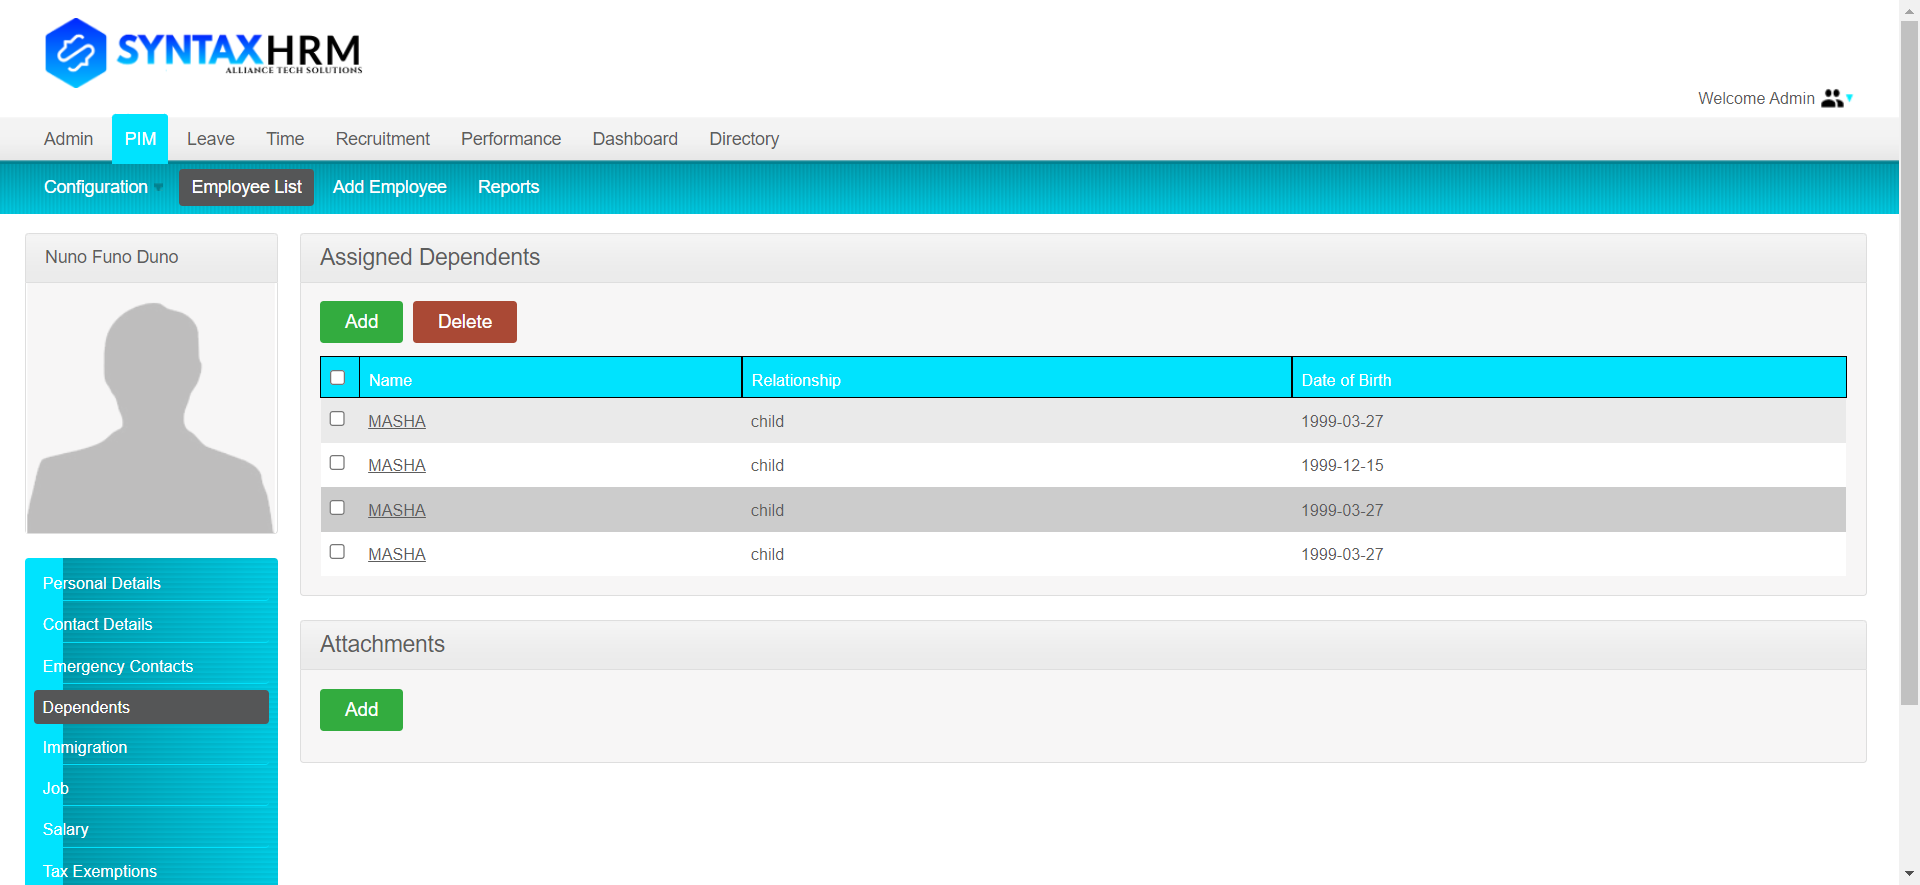 SYNTAXHRM
ALLIANCE TECH SOLUTIONS
Welcome Admin
Admin PIM Leave Time Recruitment Performance Dashboard Directory
Configuration Employee List Add Employee Reports
Nuno Funo Duno
Personal Details
Contact Details
Emergency Contacts
Dependents
Immigration
Job
Salary
Tax Exemptions
Assigned Dependents
Add Delete
Name Relationship Date of Birth
MASHA child 1999-03-27
MASHA child 1999-12-15
MASHA child 1999-03-27
MASHA child 1999-03-27
Attachments
Add